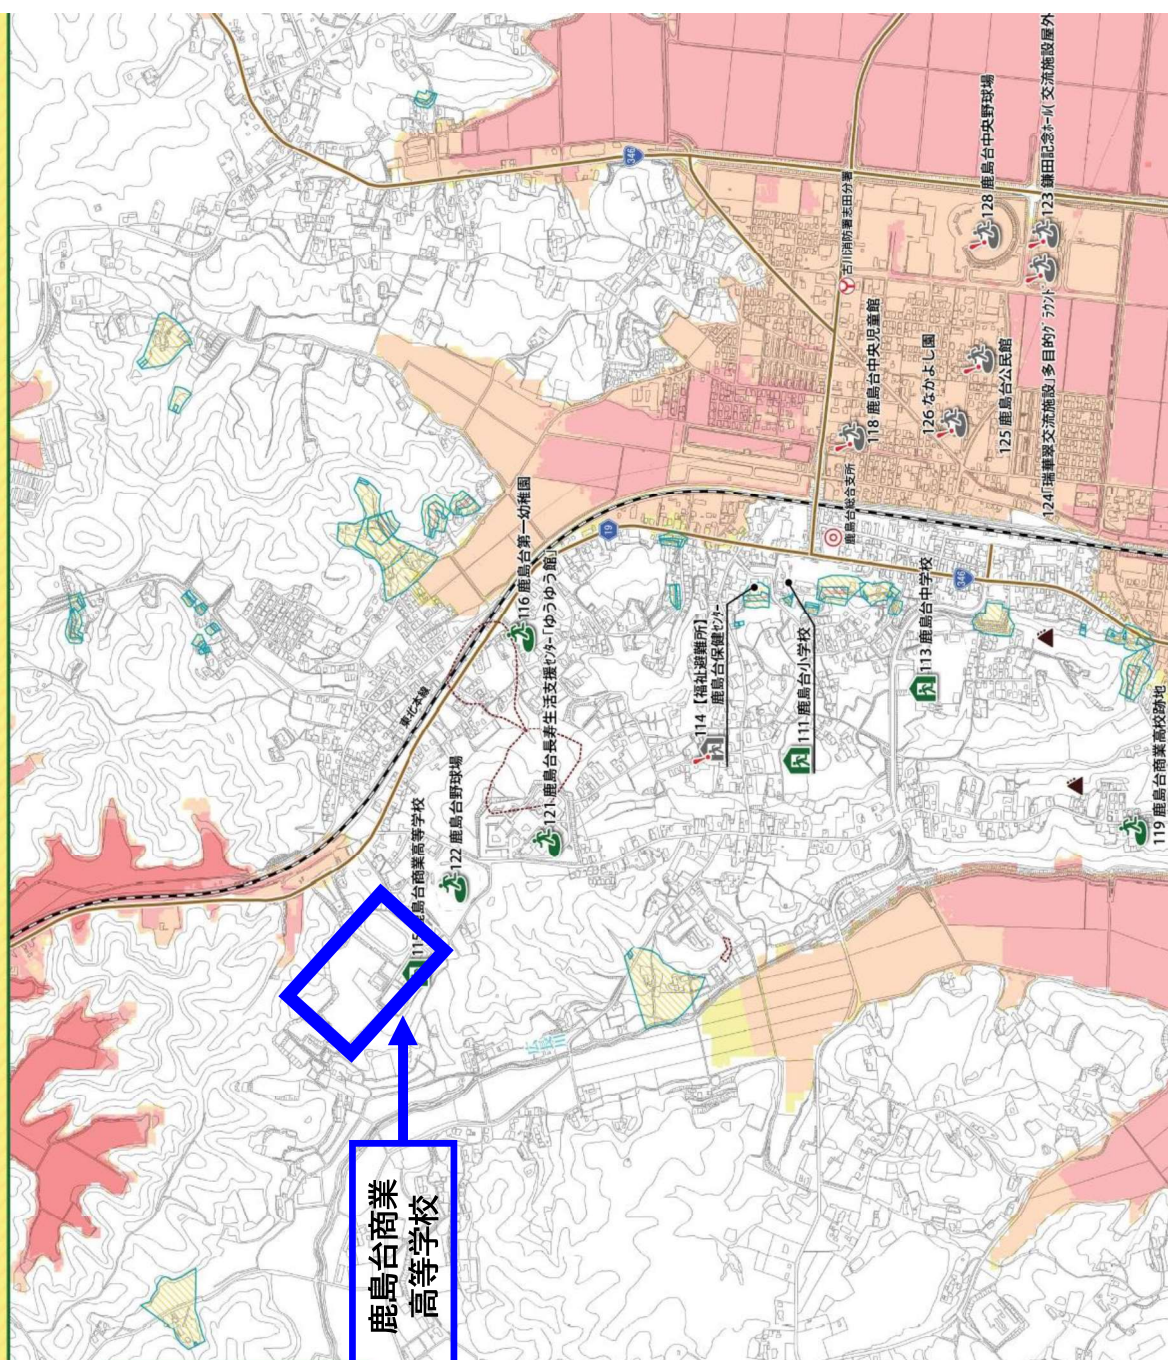 鹿島台商業
高等学校
115 鹿島台商業高等学校
122 鹿島台野球場
東北本線
116 鹿島台第一幼稚園
121 鹿島台長寿生活支援センター「ゆうゆう館」
19
114 【福祉避難所】
鹿島台保健センター
111 鹿島台小学校
鹿島台総合支所
113 鹿島台中学校
346
119 鹿島台商業高校跡地
346
古川消防署志田分署
118 鹿島台中央児童館
126 なかよし園
125 鹿島台公民館
128 鹿島台中央野球場
123 鎌田記念ホール(交流施設屋外
124「瑞華翠交流施設」多目的グラウンド
広長川